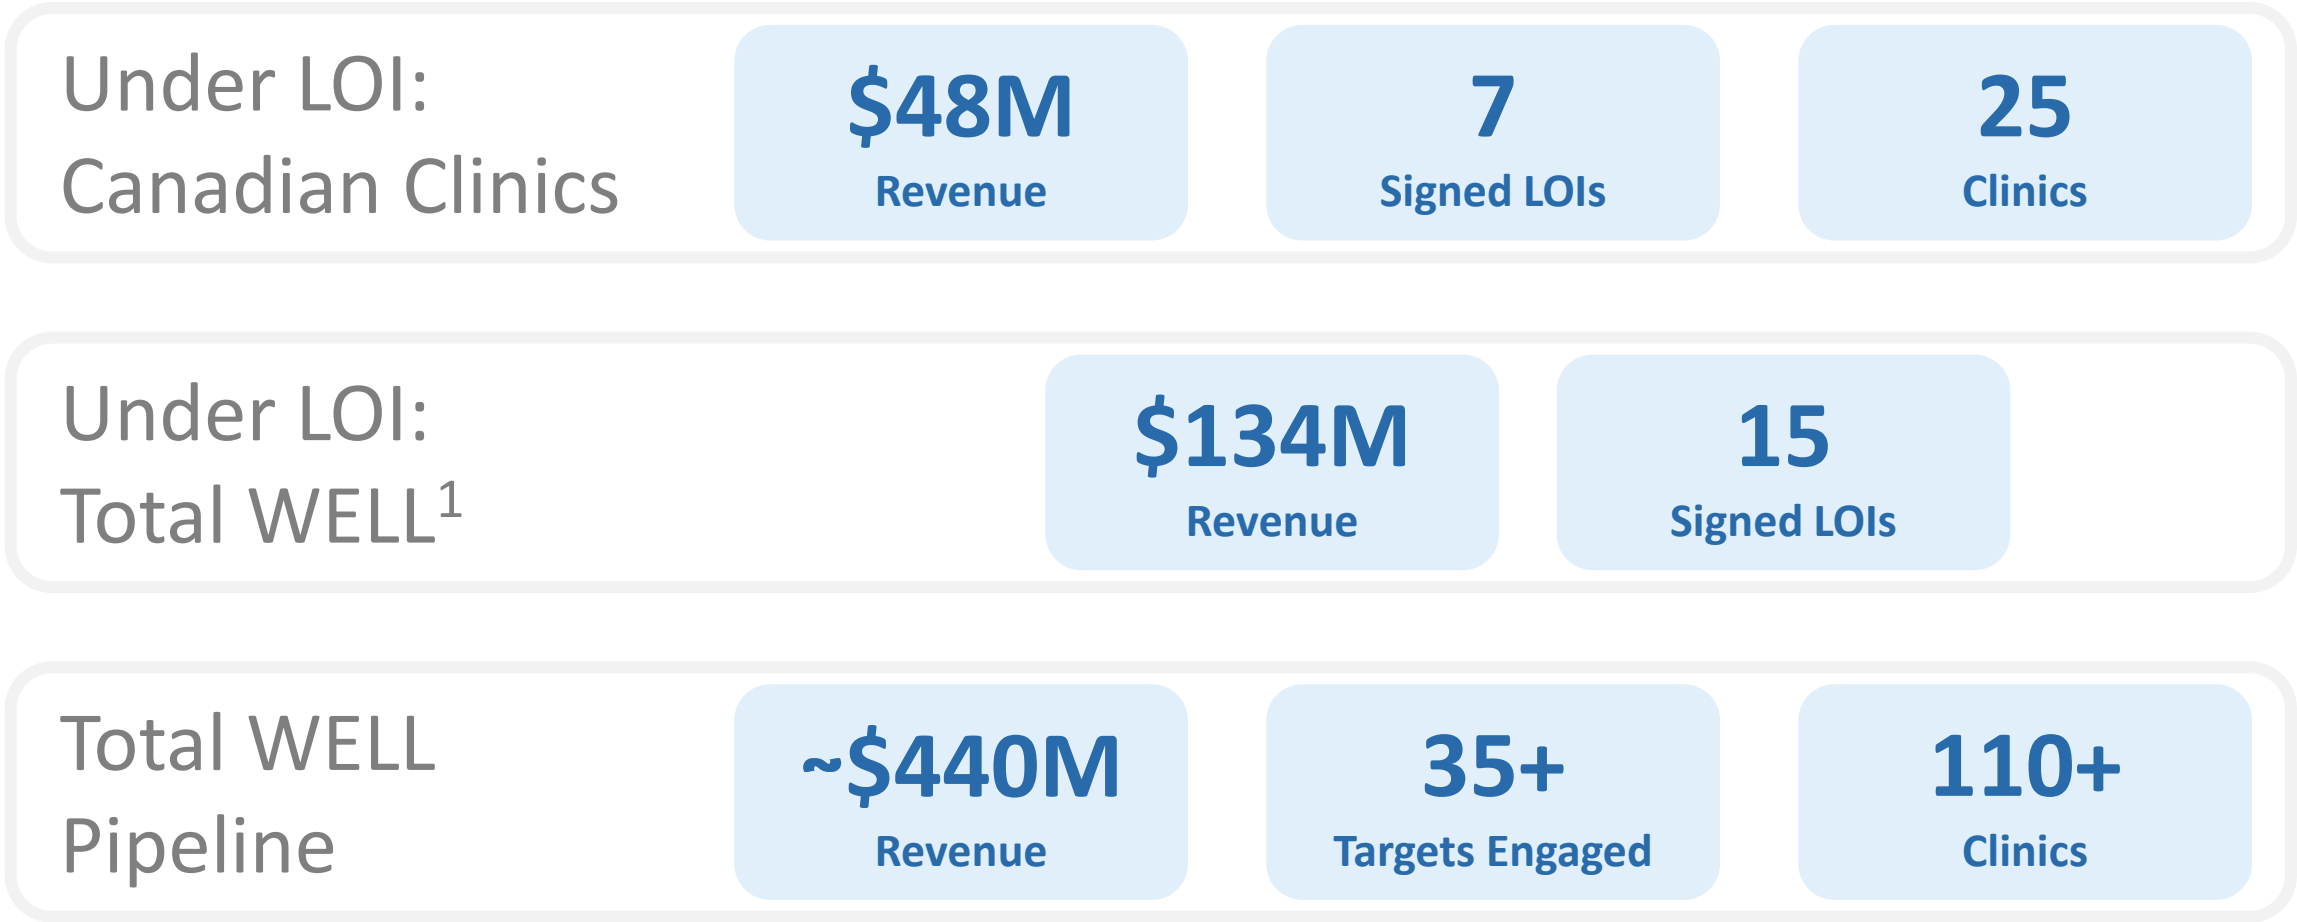 Under LOI:
Canadian Clinics
$48M
Revenue
7
Signed LOIs
25
Clinics
Under LOI:
Total WELL¹
$134M
Revenue
15
Signed LOIs
Total WELL
Pipeline
~$440M
Revenue
35+
Targets Engaged
110+
Clinics